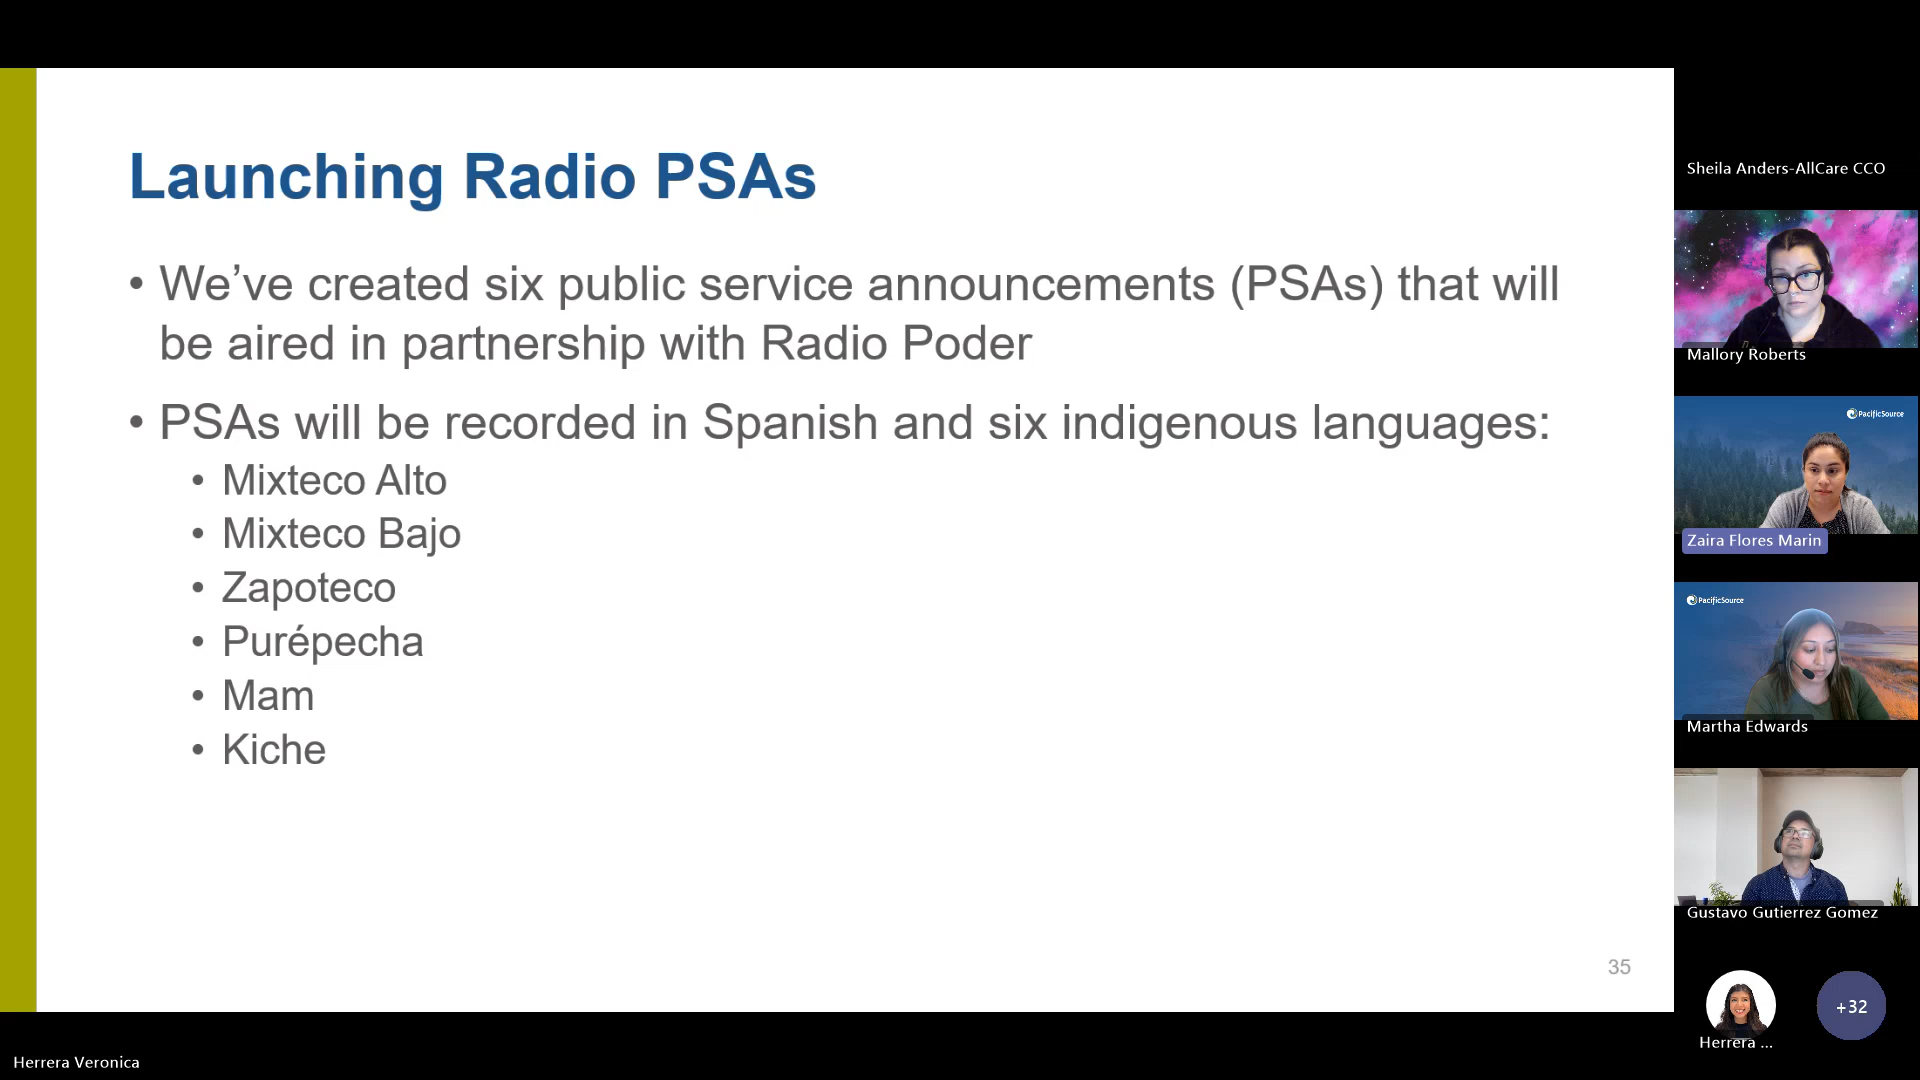 Launching Radio PSAs
• We’ve created six public service announcements (PSAs) that will
be aired in partnership with Radio Poder
• PSAs will be recorded in Spanish and six indigenous languages:
• Mixteco Alto
• Mixteco Bajo
• Zapoteco
• Purépecha
• Mam
• Kiche
35
Herrera Veronica
Sheila Anders-AllCare CCO
Mallory Roberts
PacificSource
Zaira Flores Marin
PacificSource
Martha Edwards
Gustavo Gutierrez Gomez
Herrera ...
+32